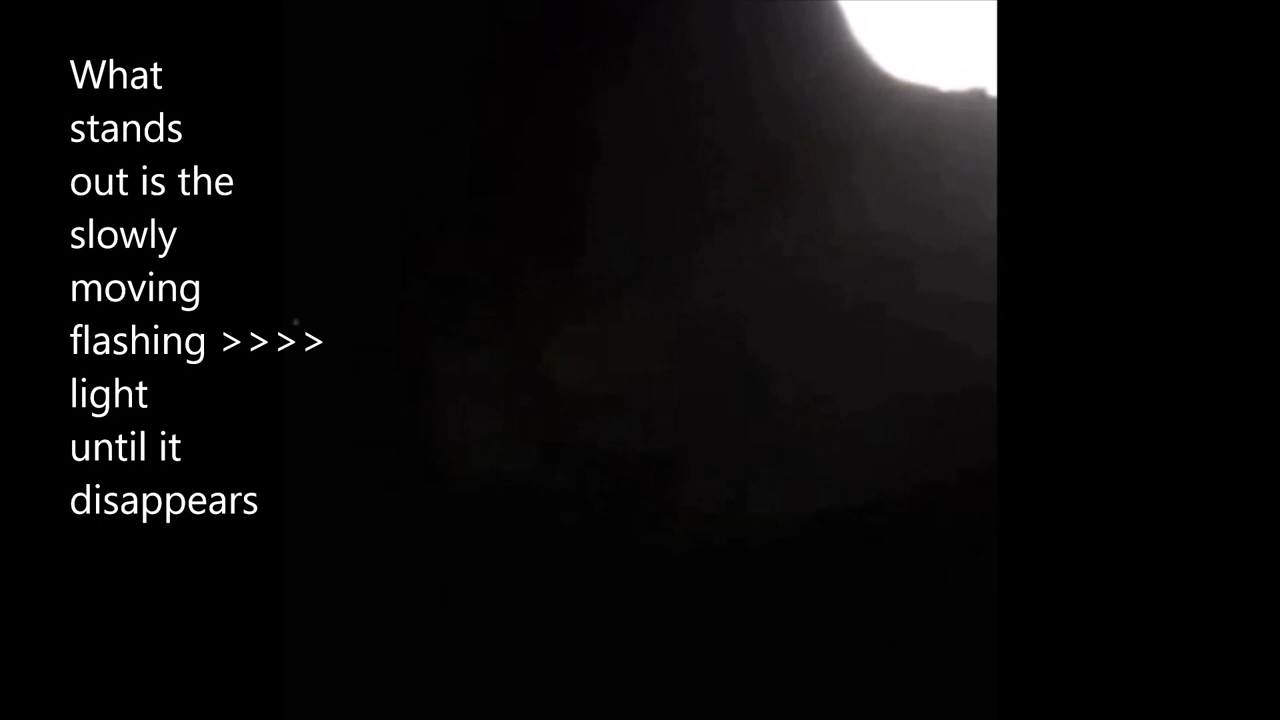 What
stands
out is the
slowly
moving
flashing >>>>
light
until it
disappears